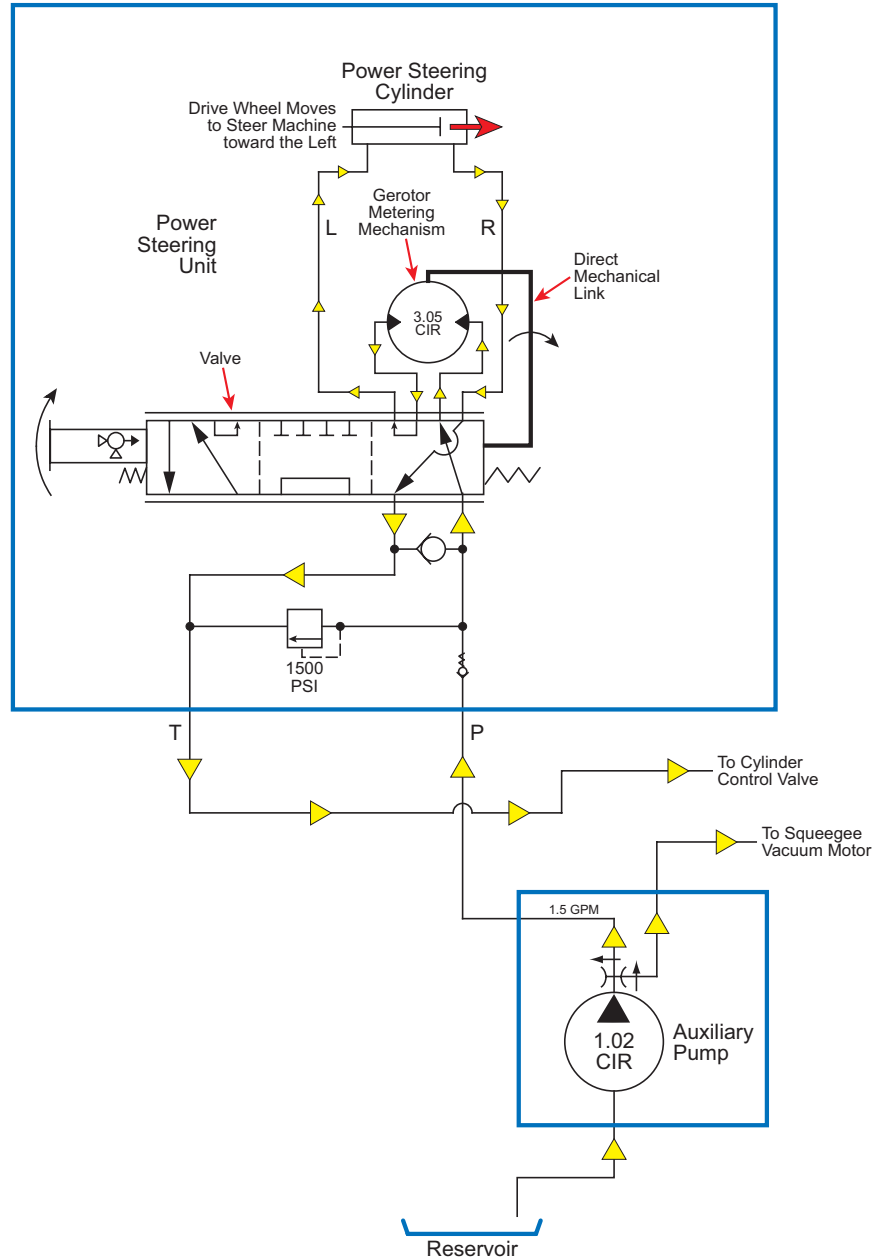 Power Steering
Cylinder
Drive Wheel Moves
to Steer Machine
toward the Left
Gerotor
Metering
Mechanism
L
R
Power
Steering
Unit
Direct
Mechanical
Link
3.05
CIR
Valve
1500
PSI
T
P
To Cylinder
Control Valve
To Squeegee
Vacuum Motor
1.5 GPM
1.02
CIR
Auxiliary
Pump
Reservoir